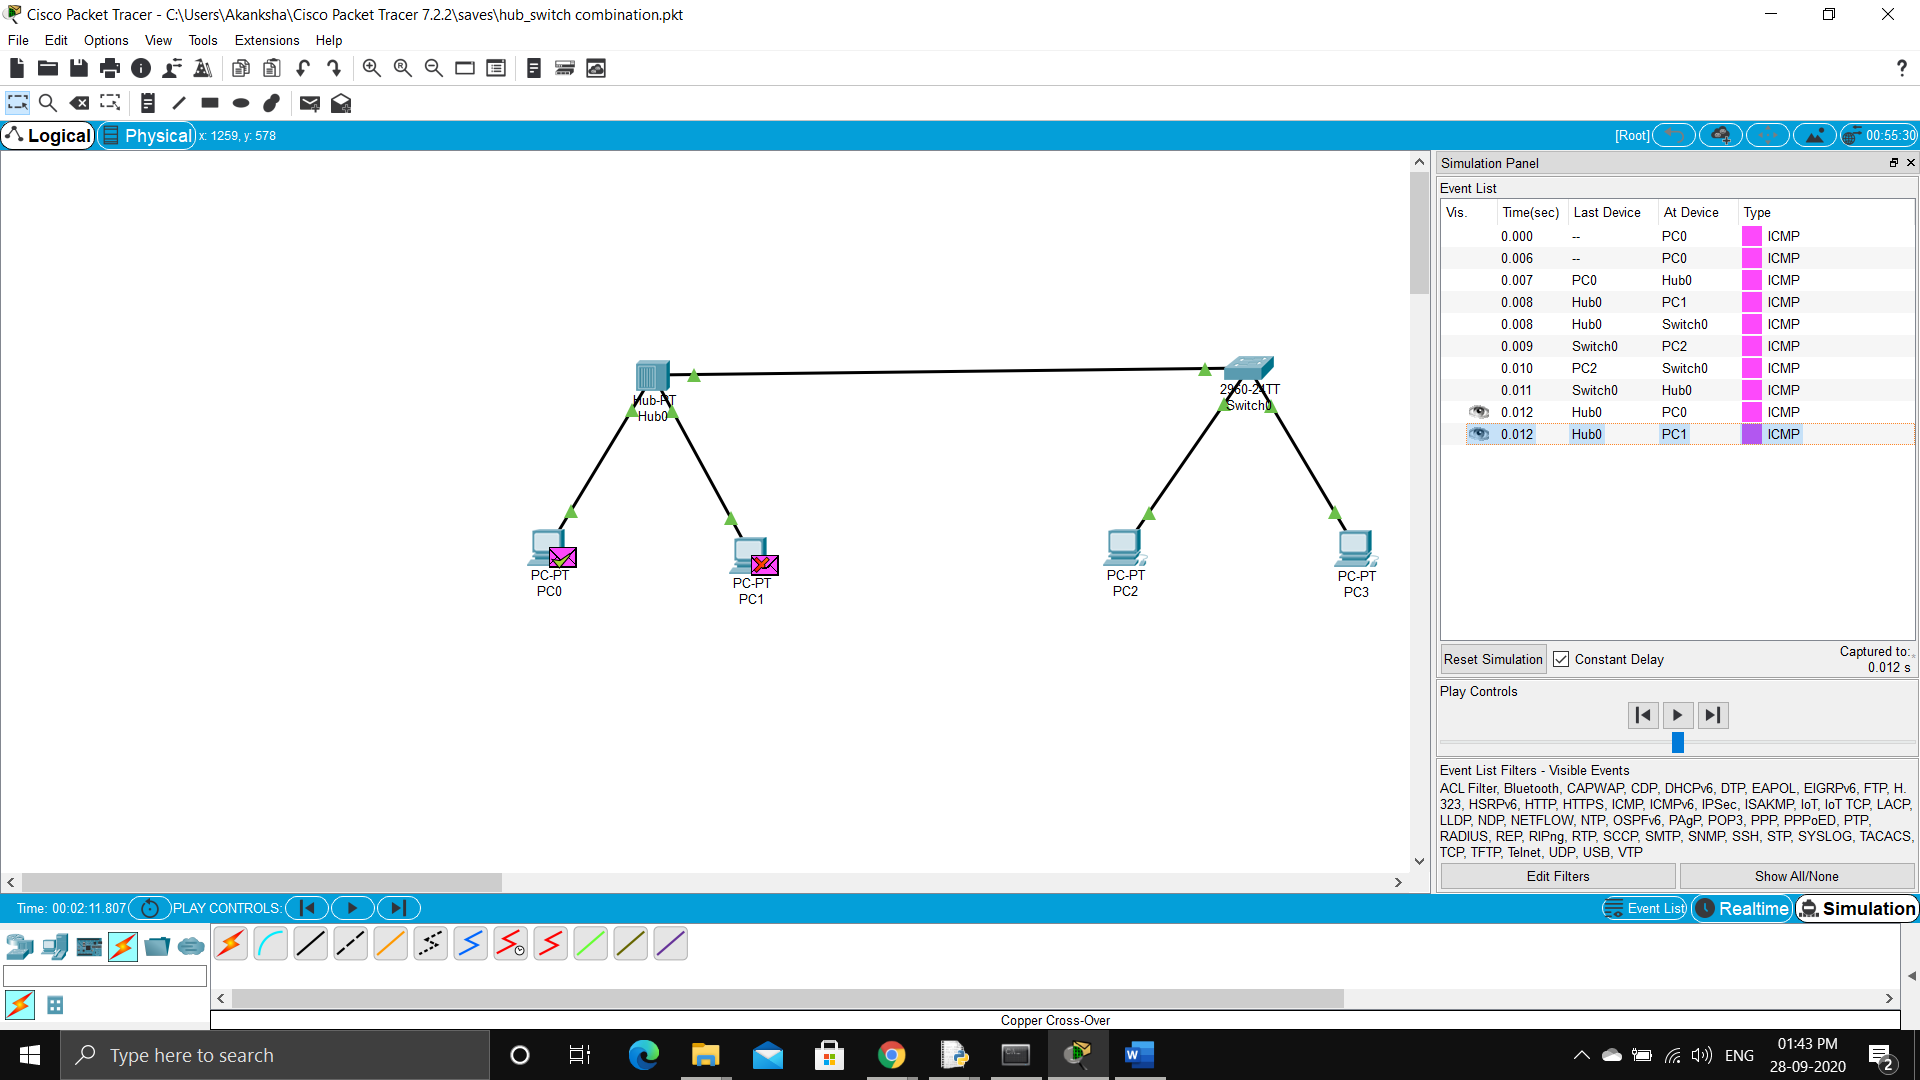 Cisco Packet Tracer - C:\Users\Akanksha\Cisco Packet Tracer 7.2.2\saves\hub_switch combination.pkt
File Edit Options View Tools Extensions Help
?
Logical Physical x: 1259, y: 578 [Root] 00:55:30
Simulation Panel
Event List
Vis. Time(sec) Last Device At Device Type
0.000 -- PC0 ICMP
0.006 -- PC0 ICMP
0.007 PC0 Hub0 ICMP
0.008 Hub0 PC1 ICMP
0.008 Hub0 Switch0 ICMP
0.009 Switch0 PC2 ICMP
0.010 PC2 Switch0 ICMP
0.011 Switch0 Hub0 ICMP
0.012 Hub0 PC0 ICMP
0.012 Hub0 PC1 ICMP
Hub-PT
Hub0
2960-24TT
Switch0
PC-PT
PC0
PC-PT
PC1
PC-PT
PC2
PC-PT
PC3
Reset Simulation Constant Delay Captured to:
0.012 s
Play Controls
Event List Filters - Visible Events
ACL Filter, Bluetooth, CAPWAP, CDP, DHCPv6, DTP, EAPOL, EIGRPv6, FTP, H.
323, HSRPv6, HTTP, HTTPS, ICMP, ICMPv6, IPSec, ISAKMP, IoT, IoT TCP, LACP,
LLDP, NDP, NETFLOW, NTP, OSPFv6, PAgP, POP3, PPP, PPPoED, PTP,
RADIUS, REP, RIPng, RTP, SCCP, SMTP, SNMP, SSH, STP, SYSLOG, TACACS,
TCP, TFTP, Telnet, UDP, USB, VTP
Edit Filters Show All/None
Time: 00:02:11.807 PLAY CONTROLS: Event List Realtime Simulation
Copper Cross-Over
Type here to search
ENG
01:43 PM
28-09-2020
2